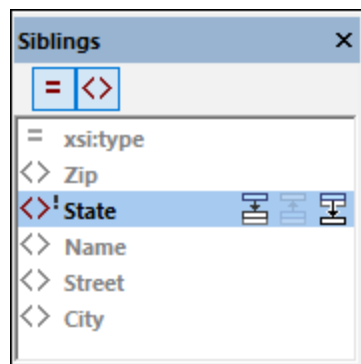 Siblings
= <>
= xsi:type
<> Zip
<>! State
<> Name
<> Street
<> City